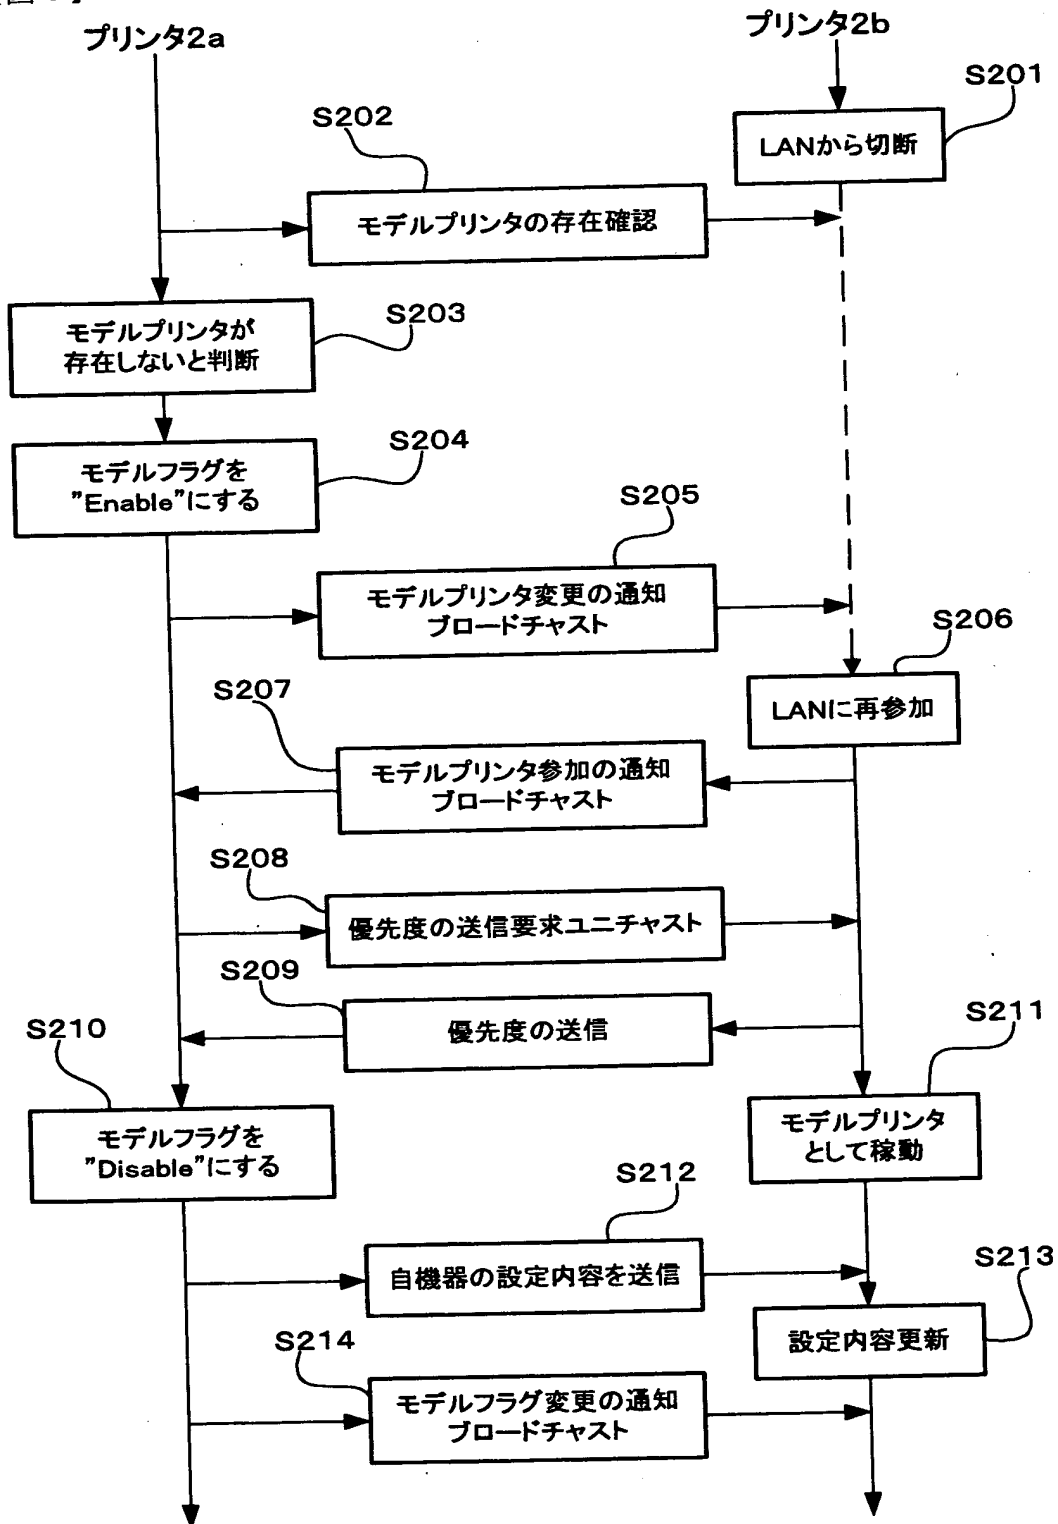 プリンタ2a
プリンタ2b
S201
LANから切断
S202
モデルプリンタの存在確認
S203
モデルプリンタが
存在しないと判断
S204
モデルフラグを
”Enable”にする
S205
モデルプリンタ変更の通知
ブロードチャスト
S206
LANに再参加
S207
モデルプリンタ参加の通知
ブロードチャスト
S208
優先度の送信要求ユニチャスト
S209
優先度の送信
S210
モデルフラグを
”Disable”にする
S211
モデルプリンタ
として稼動
S212
自機器の設定内容を送信
S213
設定内容更新
S214
モデルフラグ変更の通知
ブロードチャスト